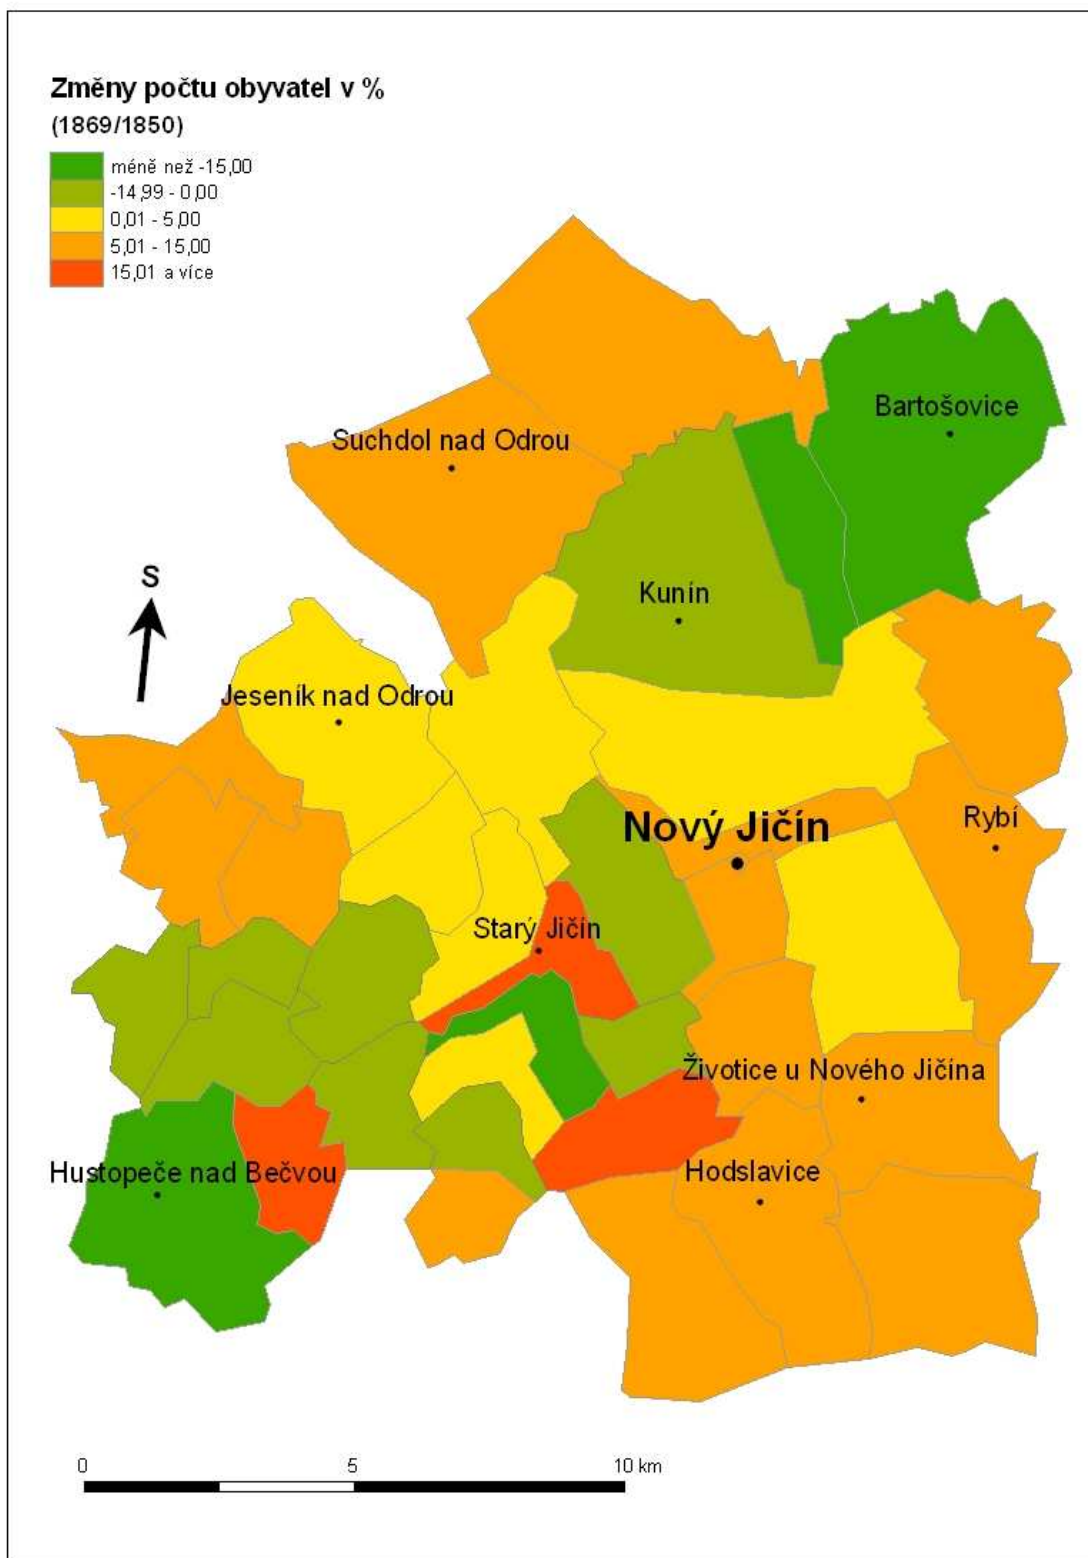 Změny počtu obyvatel v %
(1869/1850)
méně než -15,00
-14,99 - 0,00
0,01 - 5,00
5,01 - 15,00
15,01 a více
Bartošovice
Suchdol nad Odrou
S
Kunín
Jeseník nad Odrou
Nový Jičín
Rybí
Starý Jičín
Životice u Nového Jičína
Hustopeče nad Bečvou
Hodslavice
0 5 10 km